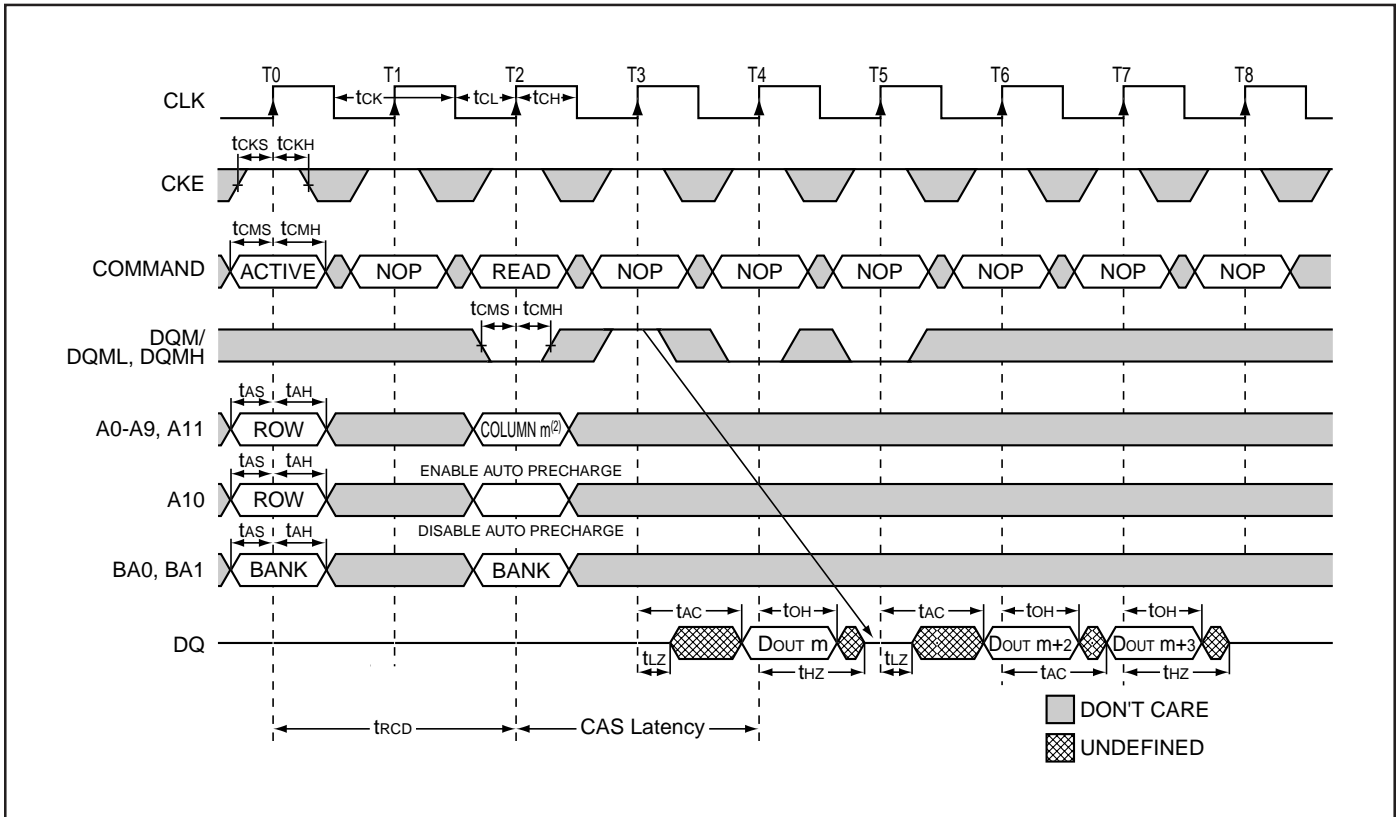 T0 T1 T2 T3 T4 T5 T6 T7 T8
CLK tCK tCL tCH
tCKS tCKH
CKE
tCMS tCMH
COMMAND ACTIVE NOP READ NOP NOP NOP NOP NOP NOP
tCMS tCMH
DQM/
DQML, DQMH
tAS tAH
A0-A9, A11 ROW COLUMN m(2)
tAS tAH ENABLE AUTO PRECHARGE
A10 ROW
tAS tAH DISABLE AUTO PRECHARGE
BA0, BA1 BANK BANK
tAC tOH tAC tOH tOH
DQ DOUT m DOUT m+2 DOUT m+3
tLZ tHZ tLZ tAC tHZ
DON'T CARE
tRCD CAS Latency
UNDEFINED